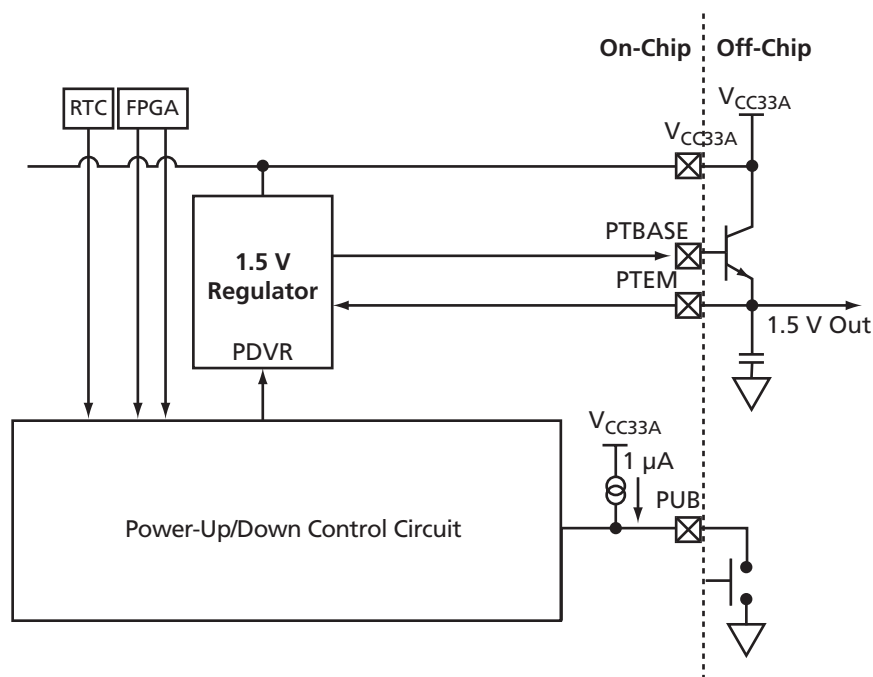 On-Chip Off-Chip
RTC FPGA
VCC33A
VCC33A
PTBASE
1.5 V
Regulator
PTEM
1.5 V Out
PDVR
VCC33A
1 µA
PUB
Power-Up/Down Control Circuit